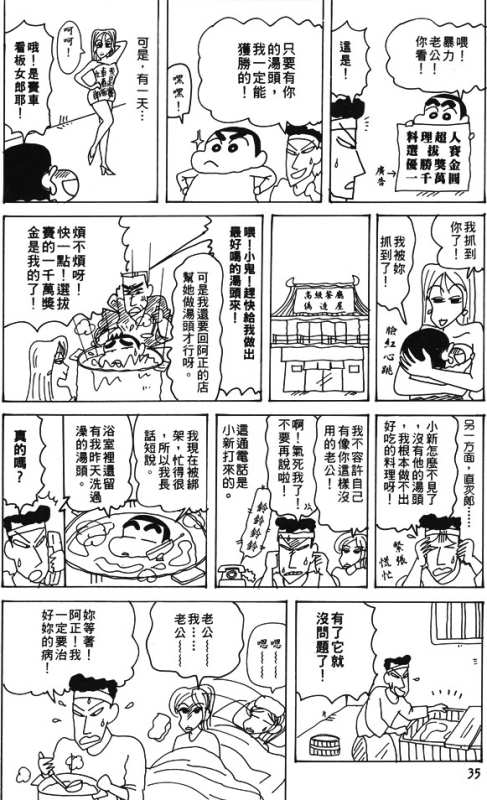 喂!
暴力
老公!
你看!
料理超人
選拔賽
優勝獎金
一千萬圓
廣告→
這是!
只要有你
的湯頭,
我一定能
獲勝的!
嘿嘿!
可是,有一天…
呵呵!
哦!是賽車
看板女郎耶!
我抓到
你了!
我被妳
抓到了!
臉紅心跳
高級餐廳
偽造屋
喂!小鬼!趕快給我做出
最好喝的湯頭來!
可是我還要回阿正的店
幫她做湯頭才行呀。
煩不煩呀!
快一點!選拔
賽的一千萬獎
金是我的了!
另一方面,直亥郎……
小新怎麼不見了
,沒有他的湯頭
,我根本做不出
好吃的料理呀!
緊張
慌忙
我不容許自己
有像你這樣沒
用的老公!
啊!氣死我了!
不要再說啦!
鈴鈴鈴鈴
這通電話是
小新打來的。
我現在被綁
架,忙得很
,所以我長
話短說。
浴室裡還留
有我昨天洗過
澡的湯頭。
真的嗎?
有了它就
沒問題了!
嗯~~
嗯~~
老公~~
我……
老公~~
妳等著!
阿正!我
一定要治
好妳的病!
35